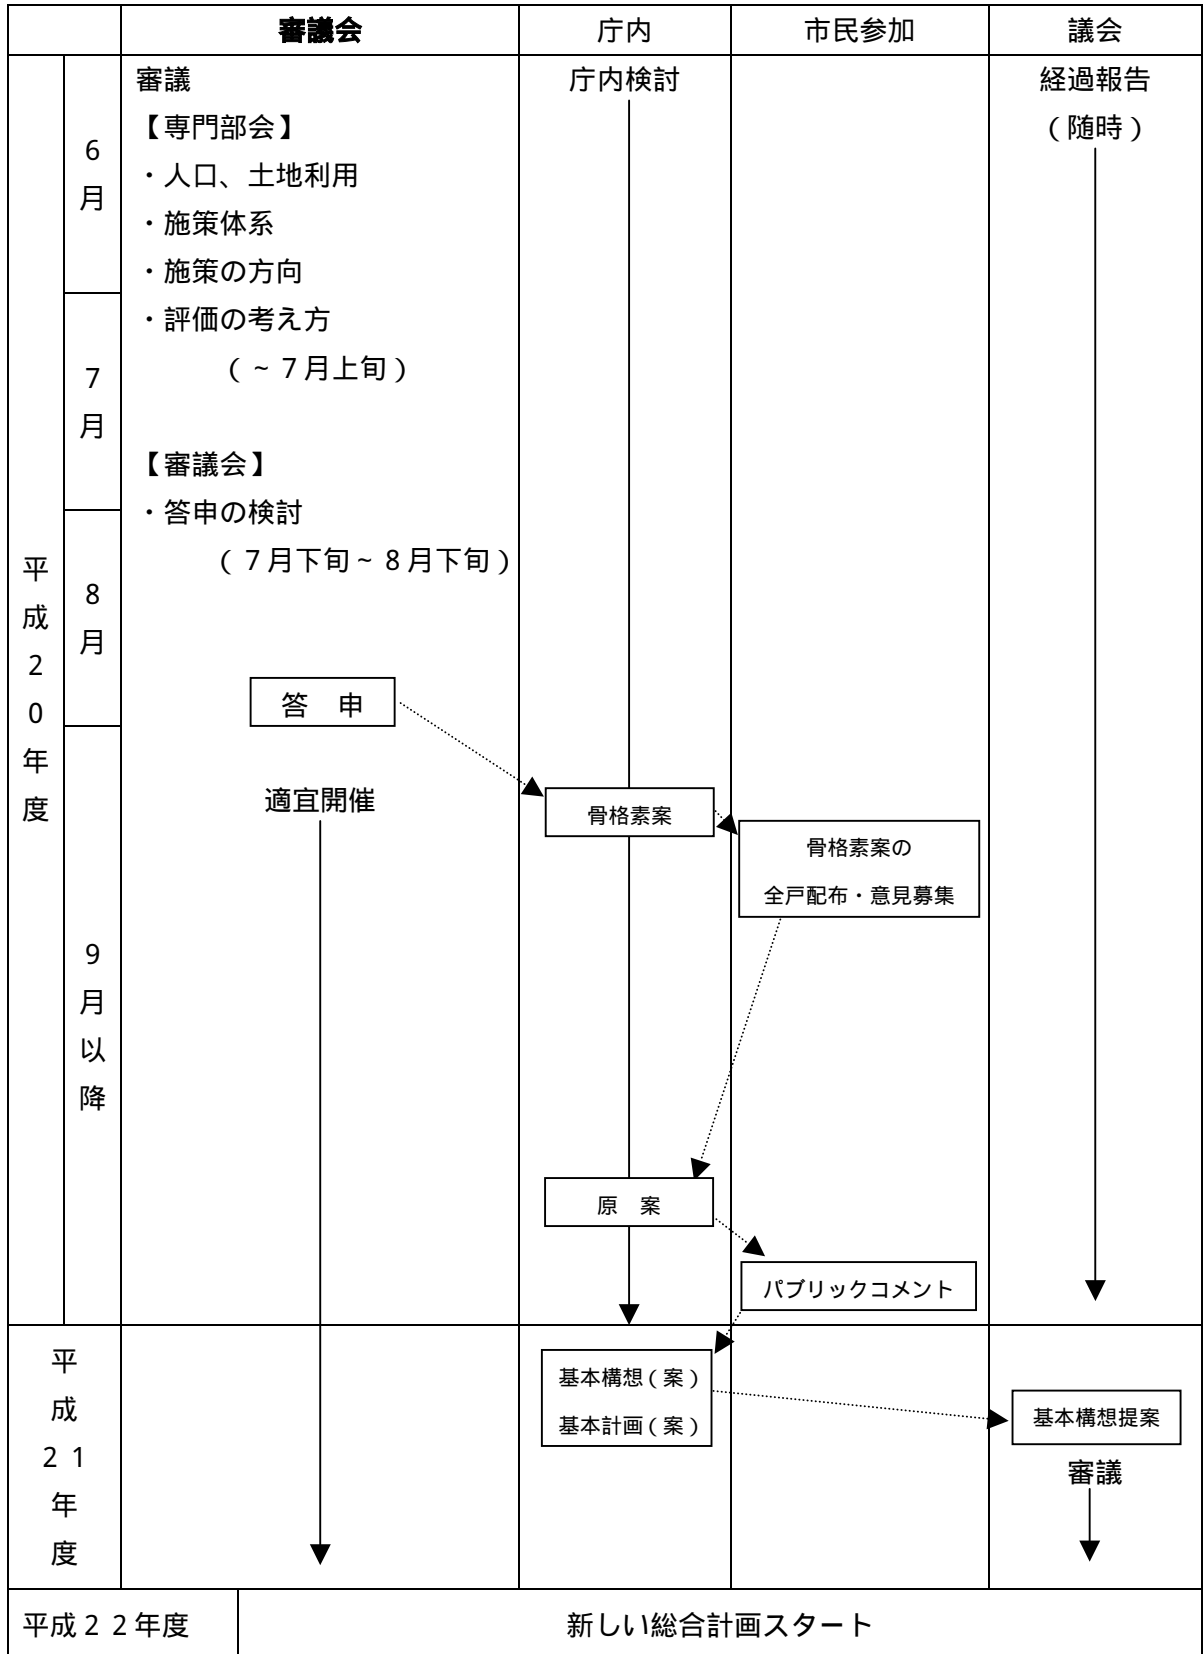 審議会
庁内
市民参加
議会
平成２０年度
6月
7月
8月
9月以降
審議
【専門部会】
・人口、土地利用
・施策体系
・施策の方向
・評価の考え方
（~７月上旬）
【審議会】
・答申の検討
（７月下旬~８月下旬）
答　申
適宜開催
庁内検討
骨格素案
原　案
骨格素案の
全戸配布・意見募集
パブリックコメント
経過報告
（随時）
平成２１年度
基本構想（案）
基本計画（案）
基本構想提案
審議
平成２２年度
新しい総合計画スタート